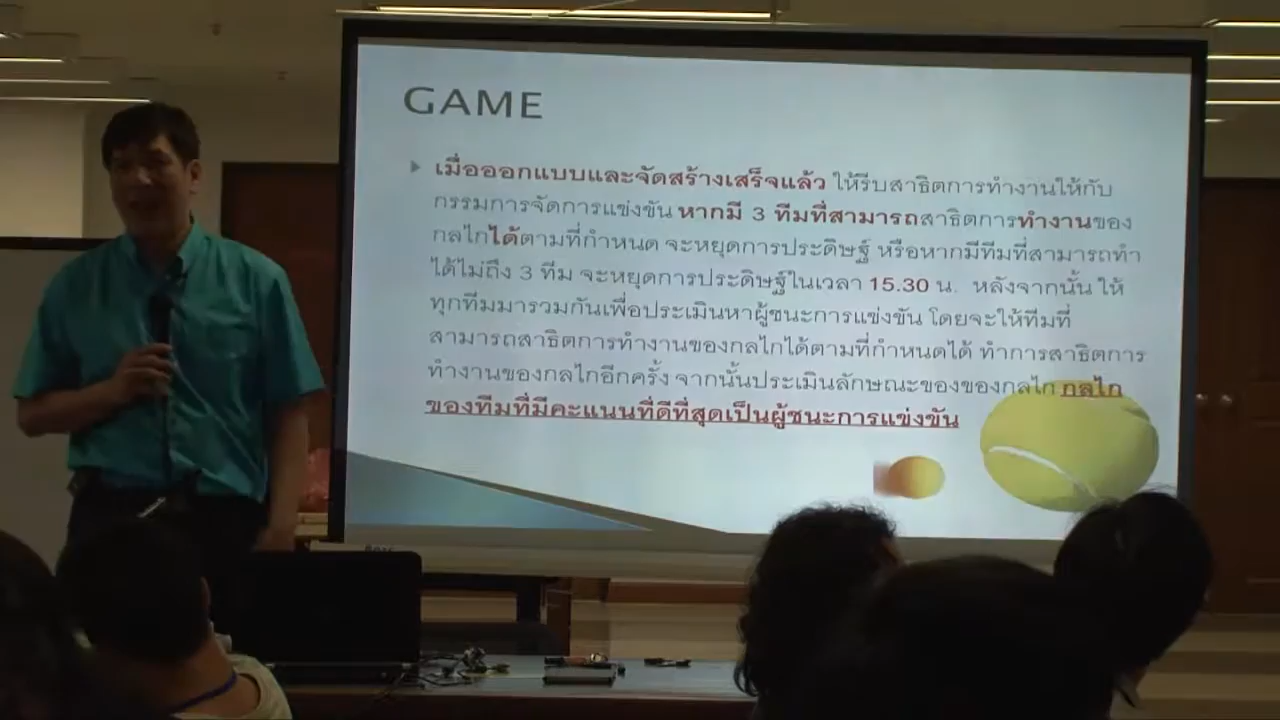 GAME
เมื่อออกแบบและจัดสร้างเสร็จแล้ว ให้รีบสาธิตการทำงานให้กับ
กรรมการจัดการแข่งขัน หากมี 3 ทีมที่สามารถสาธิตการทำงานของ
กลไกได้ตามที่กำหนด จะหยุดการประดิษฐ์ หรือหากมีทีมที่สามารถทำ
ได้ไม่ถึง 3 ทีม จะหยุดการประดิษฐ์ในเวลา 15.30 น. หลังจากนั้น ให้
ทุกทีมมารวมกันเพื่อประเมินหาผู้ชนะการแข่งขัน โดยจะให้ทีมที่
สามารถสาธิตการทำงานของกลไกได้ตามที่กำหนดได้ ทำการสาธิตการ
ทำงานของกลไกอีกครั้ง จากนั้นประเมินลักษณะของของกลไก กลไก
ของทีมที่มีคะแนนที่ดีที่สุดเป็นผู้ชนะการแข่งขัน